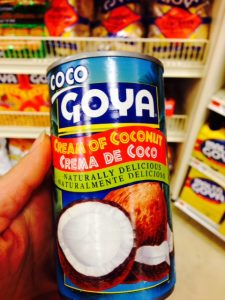 COCO
GOYA
CREAM OF COCONUT
CREMA DE COCO
NATURALLY DELICIOUS
NATURALMENTE DELICIOSO
GOYA